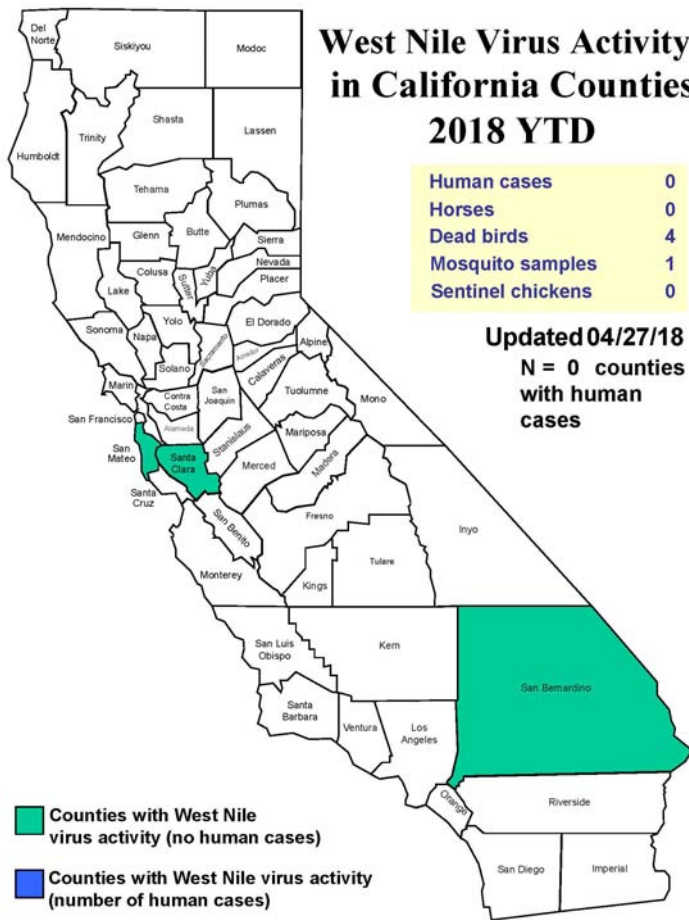 West Nile Virus Activity
in California Counties
2018 YTD
Human cases 0
Horses 0
Dead birds 4
Mosquito samples 1
Sentinel chickens 0
Updated 04/27/18
N = 0 counties
with human
cases
Del
Norte
Siskiyou
Modoc
Humboldt
Trinity
Shasta
Lassen
Tehama
Plumas
Mendocino
Glenn
Butte
Sierra
Colusa
Lake
Sutter
Yuba
Nevada
Placer
Sonoma
Napa
Yolo
Sacramento
El Dorado
Alpine
Solano
Amador
Calaveras
Marin
Contra
Costa
San
Joaquin
Tuolumne
Mono
San Francisco
Alameda
Stanislaus
Mariposa
San
Mateo
Santa
Clara
Merced
Madera
Santa
Cruz
San Benito
Fresno
Inyo
Monterey
Kings
Tulare
San Luis
Obispo
Kern
San Bernardino
Santa
Barbara
Ventura
Los
Angeles
Orange
Riverside
San Diego
Imperial
Counties with West Nile
virus activity (no human cases)
Counties with West Nile virus activity
(number of human cases)